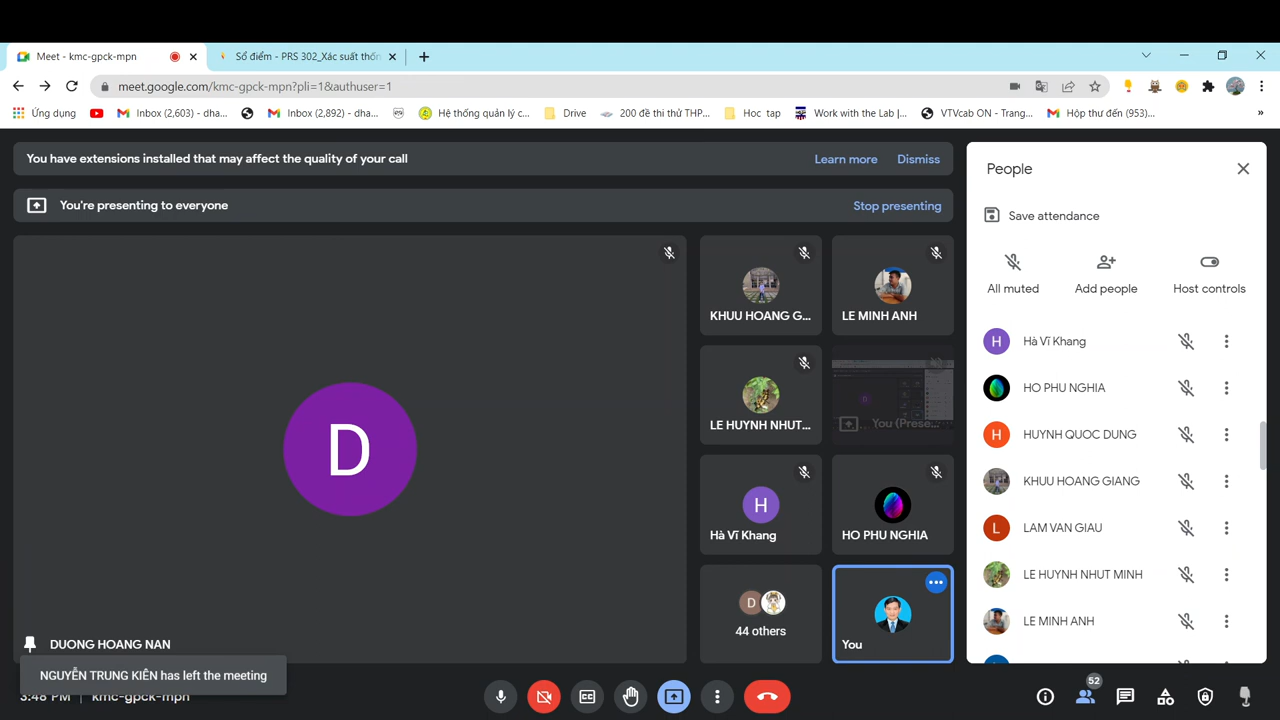 Meet - kmc-gpck-mpn
Sổ điểm - PRS 302_Xác suất thốn
meet.google.com/kmc-gpck-mpn?pli=1&authuser=1
Ứng dụng
Inbox (2,603) - dha...
Inbox (2,892) - dha...
Hệ thống quản lý c...
Drive
200 đề thi thử THP...
Hoc tap
Work with the Lab |...
VTVcab ON - Trang...
Hộp thư đến (953)...
»
You have extensions installed that may affect the quality of your call
Learn more
Dismiss
You're presenting to everyone
Stop presenting
D
DUONG HOANG NAN
NGUYỄN TRUNG KIÊN has left the meeting
KHUU HOANG G...
LE MINH ANH
LE HUYNH NHUT...
You (Prese...
H
Hà Vĩ Khang
HO PHU NGHIA
D
44 others
You
People
Save attendance
All muted
Add people
Host controls
H Hà Vĩ Khang
HO PHU NGHIA
H HUYNH QUOC DUNG
KHUU HOANG GIANG
L LAM VAN GIAU
LE HUYNH NHUT MINH
LE MINH ANH
3:48 PM
kmc-gpck-mpn
52